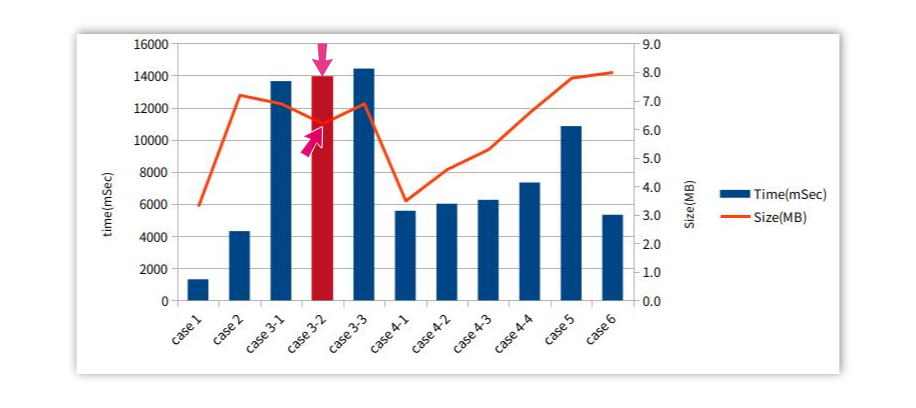 16000
14000
12000
10000
8000
6000
4000
2000
0
time(mSec)
9.0
8.0
7.0
6.0
5.0
4.0
3.0
2.0
1.0
0.0
Size(MB)
case 1
case 2
case 3-1
case 3-2
case 3-3
case 4-1
case 4-2
case 4-3
case 4-4
case 5
case 6
Time(mSec)
Size(MB)